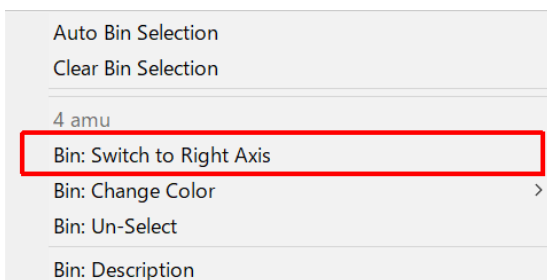 Auto Bin Selection
Clear Bin Selection
4 amu
Bin: Switch to Right Axis
Bin: Change Color
Bin: Un-Select
Bin: Description